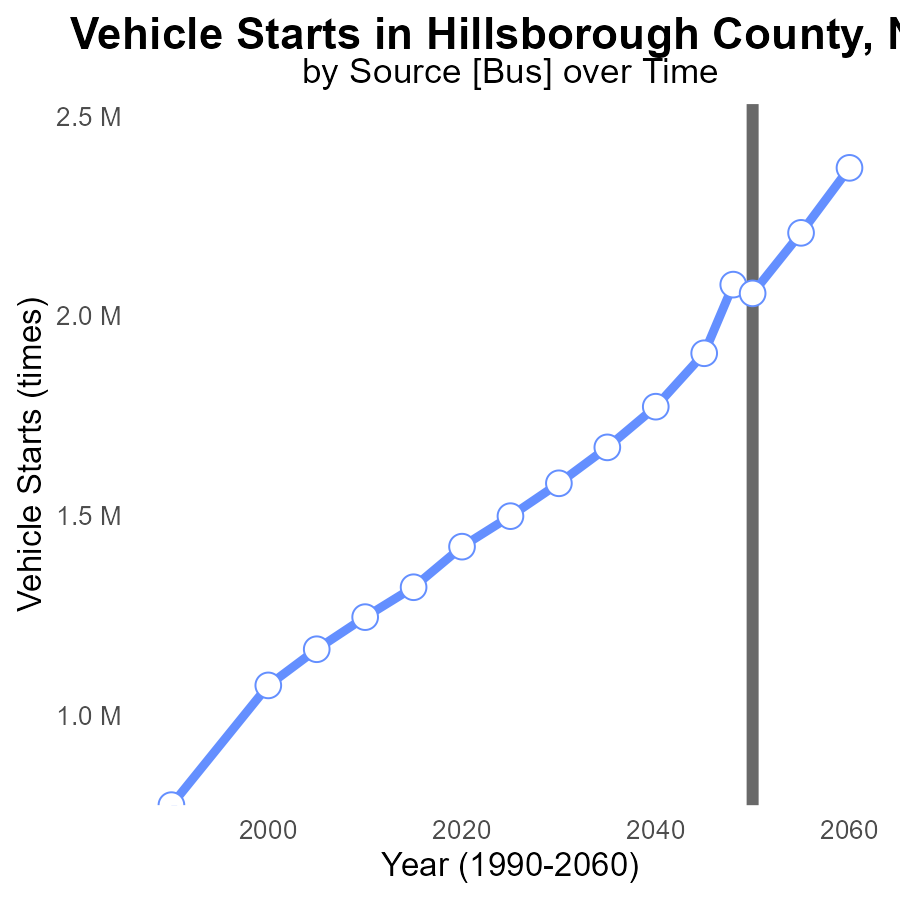 Vehicle Starts in Hillsborough County, N
by Source [Bus] over Time
2.5 M
2.0 M
1.5 M
1.0 M
Vehicle Starts (times)
2000 2020 2040 2060
Year (1990-2060)